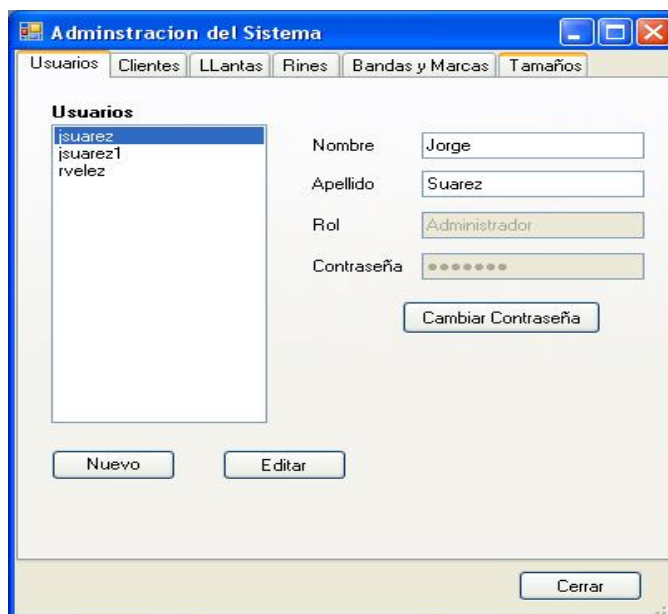 Adminstracion del Sistema
Usuarios Clientes LLantas Rines Bandas y Marcas Tamaños
Usuarios
jsuarez
jsuarez1
rvelez
Nombre Jorge
Apellido Suarez
Rol Administrador
Contraseña ●●●●●●●
Cambiar Contraseña
Nuevo Editar
Cerrar